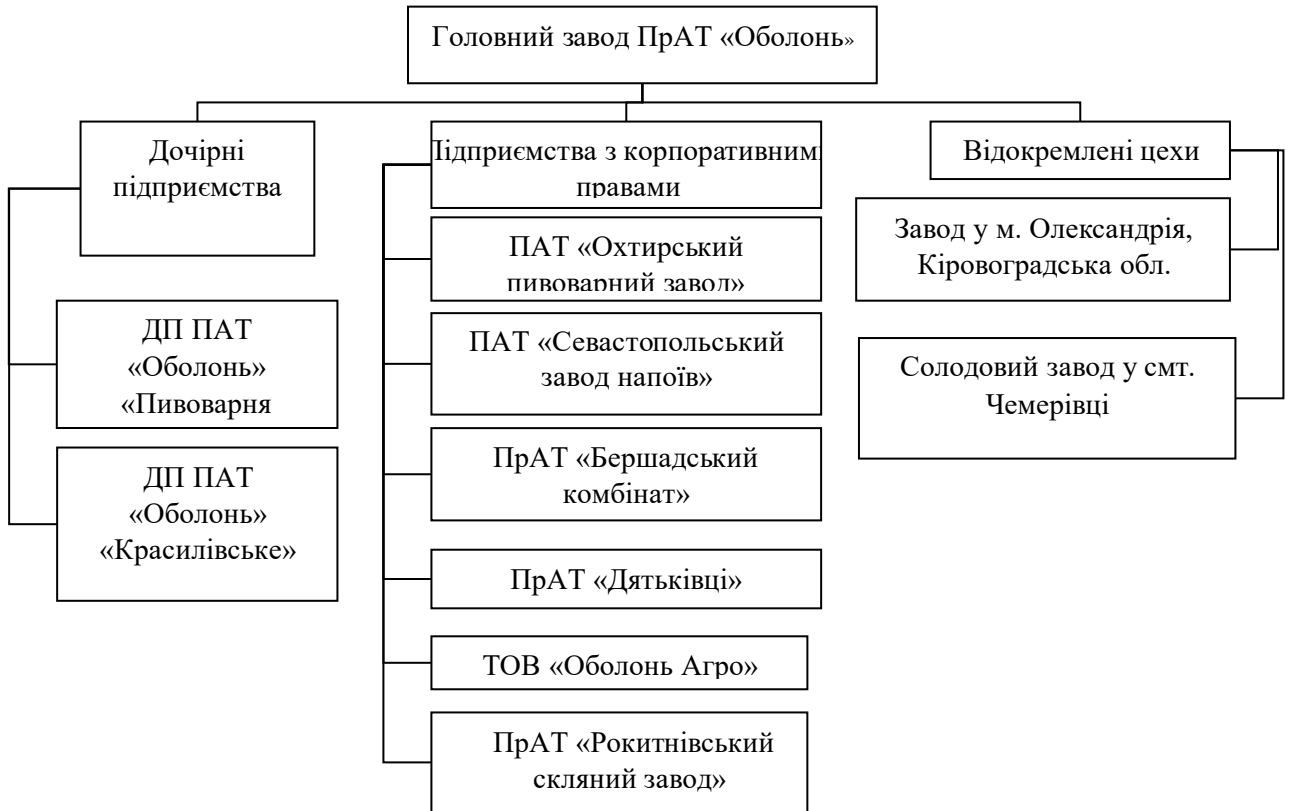 Головний завод ПрАТ «Оболонь»
Дочірні
підприємства
Підприємства з корпоративними
правами
Відокремлені цехи
ДП ПАТ
«Оболонь»
«Пивоварня
ДП ПАТ
«Оболонь»
«Красилівське»
ПАТ «Охтирський
пивоварний завод»
ПАТ «Севастопольський
завод напоїв»
ПрАТ «Бершадський
комбінат»
ПрАТ «Дятьківці»
ТОВ «Оболонь Агро»
ПрАТ «Рокитнівський
скляний завод»
Завод у м. Олександрія,
Кіровоградська обл.
Солодовий завод у смт.
Чемерівці